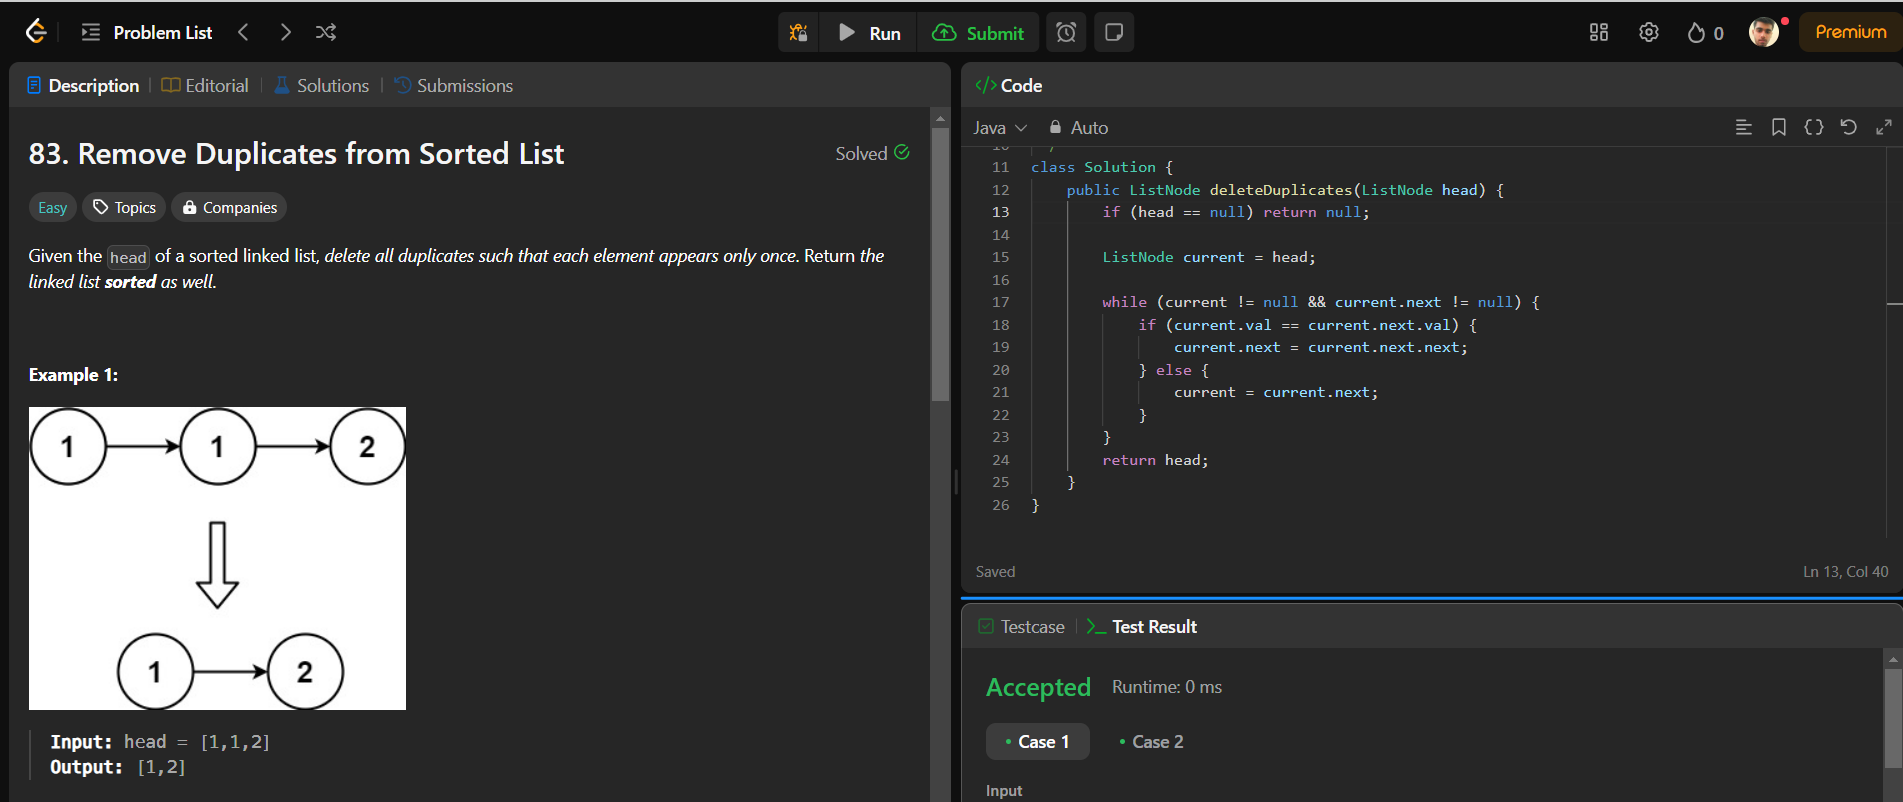 Problem List
Run
Submit
0
Premium
Description
Editorial
Solutions
Submissions
83. Remove Duplicates from Sorted List
Solved
Easy
Topics
Companies
Given the head of a sorted linked list, delete all duplicates such that each element appears only once. Return the
linked list sorted as well.
Example 1:
1 1 2
1 2
Input: head = [1,1,2]
Output: [1,2]
</> Code
Java
Auto
11 class Solution {
12 public ListNode deleteDuplicates(ListNode head) {
13 if (head == null) return null;
14
15 ListNode current = head;
16
17 while (current != null && current.next != null) {
18 if (current.val == current.next.val) {
19 current.next = current.next.next;
20 } else {
21 current = current.next;
22 }
23 }
24 return head;
25 }
26 }
Saved
Ln 13, Col 40
Testcase
>_ Test Result
Accepted
Runtime: 0 ms
• Case 1
• Case 2
Input